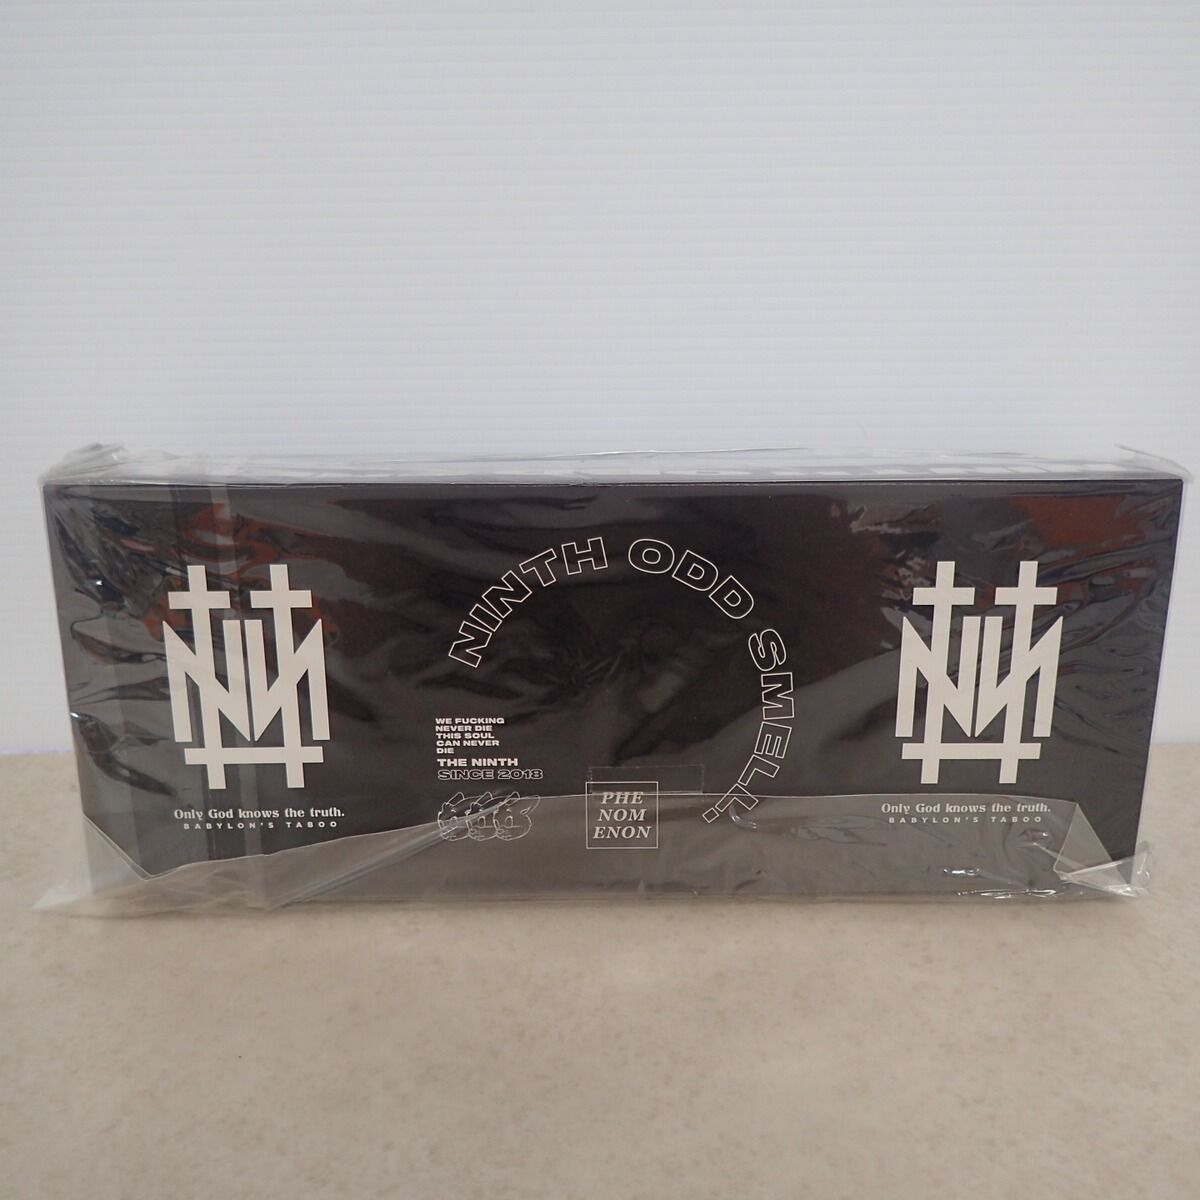 NINTH ODD SMELL.
WE FUCKING
NEVER DIE
THIS SOUL
CAN NEVER
DIE
THE NINTH
SINCE 2018
666
PHE
NOM
ENON
Only God knows the truth.
BABYLON'S TABOO
Only God knows the truth.
BABYLON'S TABOO